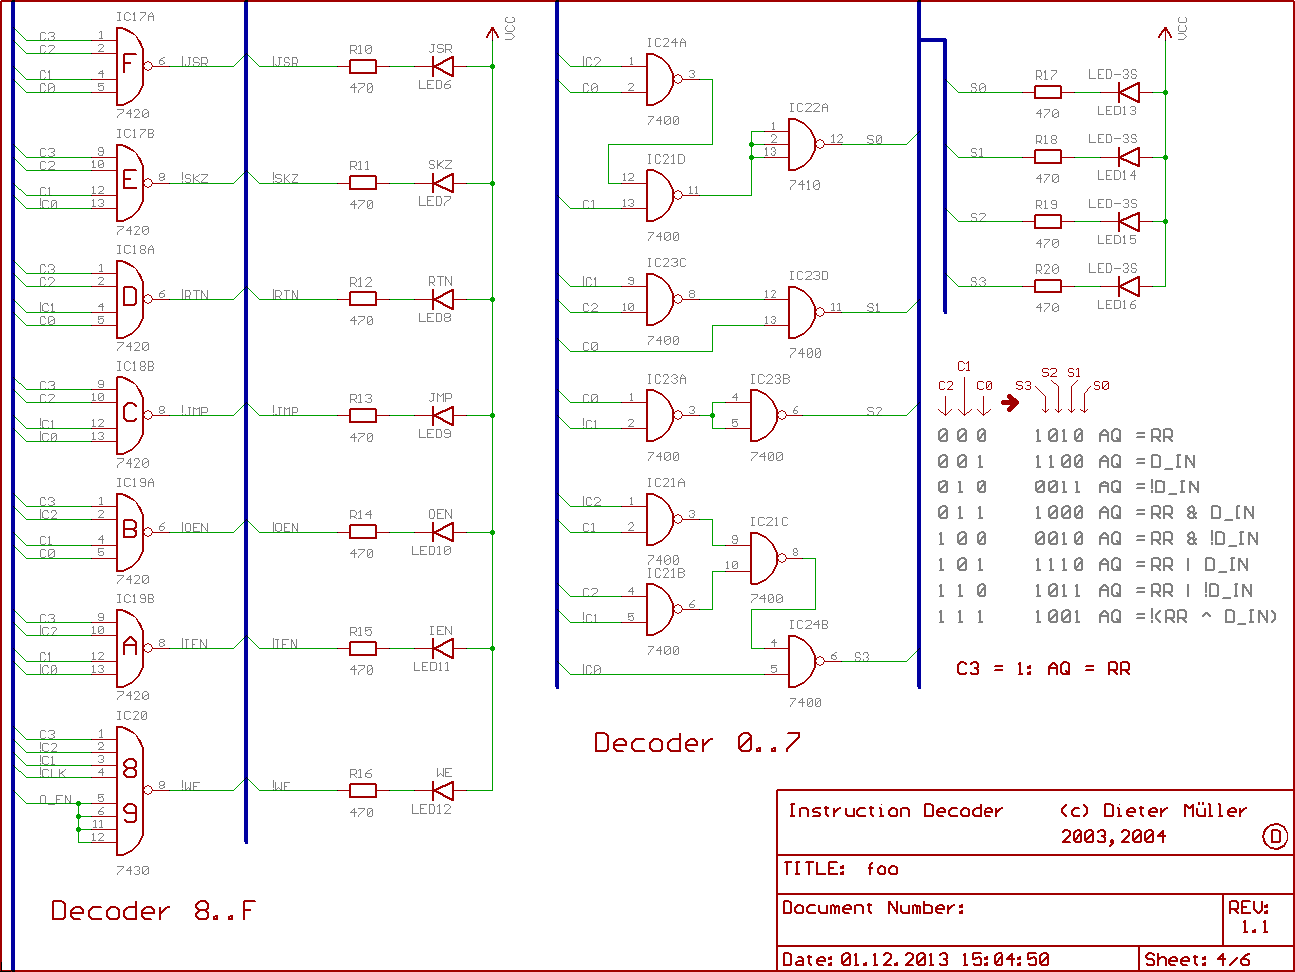 IC17A
C3 1
C2 2
C1 4
C0 5
F
6 !JSR
7420
!JSR
R10
470
JSR
LED6
VCC
IC17B
C3 9
C2 10
C1 12
!C0 13
E
8 !SKZ
7420
!SKZ
R11
470
SKZ
LED7
IC18A
C3 1
C2 2
!C1 4
C0 5
D
6 !RTN
7420
!RTN
R12
470
RTN
LED8
IC18B
C3 9
C2 10
!C1 12
!C0 13
C
8 !JMP
7420
!JMP
R13
470
JMP
LED9
IC19A
C3 1
!C2 2
C1 4
C0 5
B
6 !OEN
7420
!OEN
R14
470
OEN
LED10
IC19B
C3 9
!C2 10
C1 12
!C0 13
A
8 !IEN
7420
!IEN
R15
470
IEN
LED11
IC20
C3 1
!C2 2
!C1 3
!CLK 4
O_EN 5
6
11
12
8
9
8 !WE
7430
!WE
R16
470
WE
LED12
Decoder 8..F
IC24A
!C2 1
C0 2
3
7400
IC21D
12
C1 13
11
7400
IC22A
1
2
13
12 S0
7410
IC23C
!C1 9
C2 10
8
7400
C0
IC23D
12
13
11 S1
7400
IC23A
C0 1
!C1 2
3
7400
IC23B
4
5
6 S2
7400
IC21A
!C2 1
C1 2
3
7400
IC21B
C2 4
!C1 5
6
7400
IC21C
9
10
8
7400
IC24B
4
!C0 5
6 S3
7400
Decoder 0..7
VCC
S0
R17
470
LED-3S
LED13
S1
R18
470
LED-3S
LED14
S2
R19
470
LED-3S
LED15
S3
R20
470
LED-3S
LED16
C2 C1 C0 S3 S2 S1 S0
0 0 0 1010 AQ =RR
0 0 1 1100 AQ =D_IN
0 1 0 0011 AQ =!D_IN
0 1 1 1000 AQ =RR & D_IN
1 0 0 0010 AQ =RR & !D_IN
1 0 1 1110 AQ =RR | D_IN
1 1 0 1011 AQ =RR | !D_IN
1 1 1 1001 AQ =!(RR ^ D_IN)
C3 = 1: AQ = RR
Instruction Decoder (c) Dieter Müller
2003,2004
D
TITLE: foo
Document Number:
REV:
1.1
Date: 01.12.2013 15:04:50
Sheet: 4/6